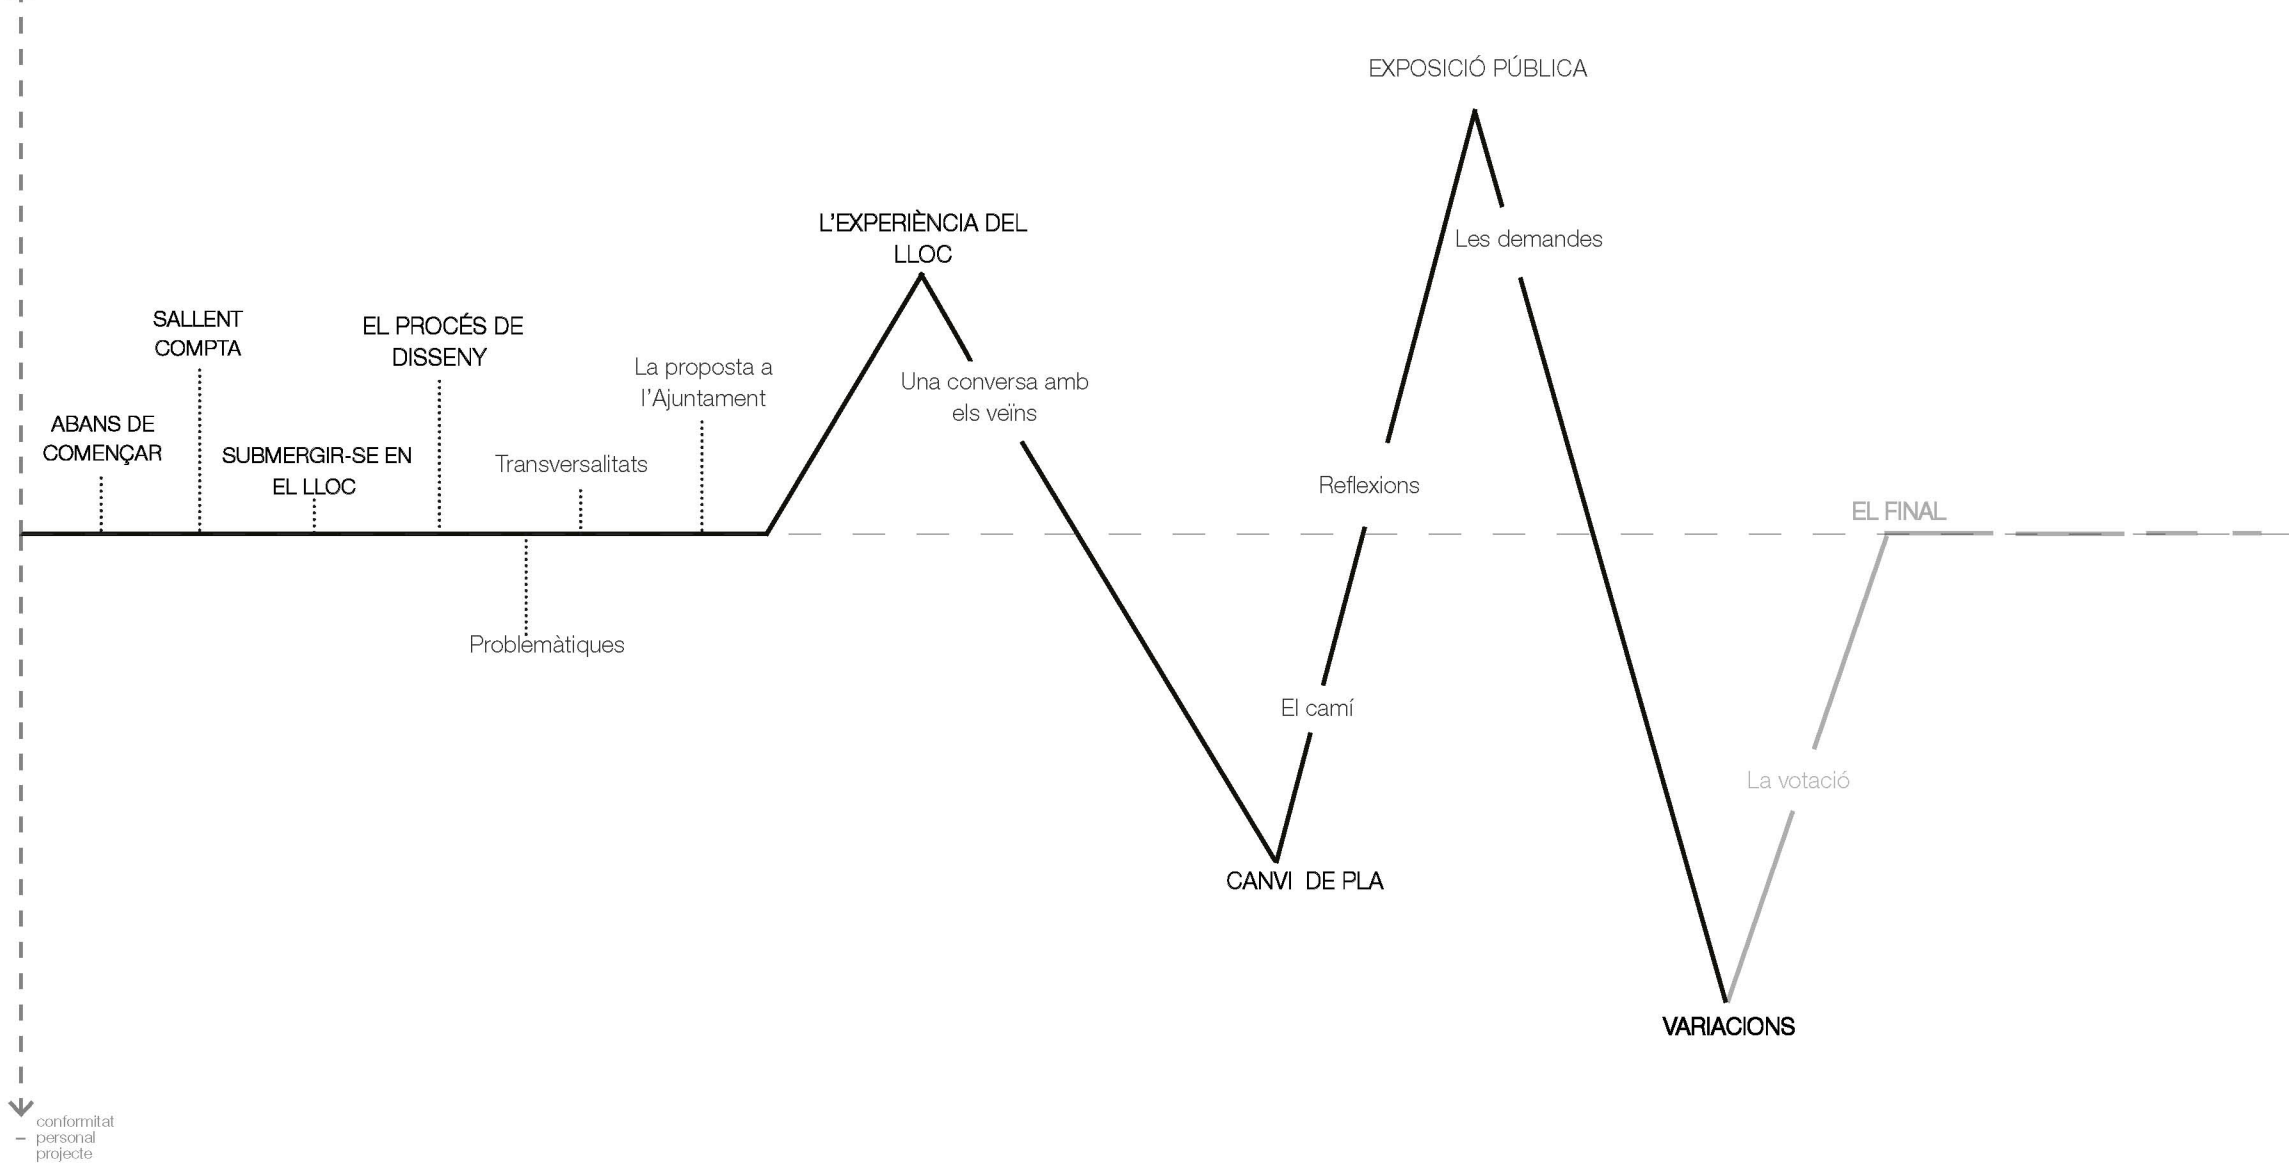 EXPOSICIÓ PÚBLICA
L'EXPERIÈNCIA DEL
LLOC
Les demandes
SALLENT
COMPTA
EL PROCÉS DE
DISSENY
La proposta a
l'Ajuntament
Una conversa amb
els veïns
ABANS DE
COMENÇAR
SUBMERGIR-SE EN
EL LLOC
Transversalitats
Reflexions
EL FINAL
Problemàtiques
El camí
La votació
CANVI DE PLA
VARIACIONS
conformitat
– personal
projecte